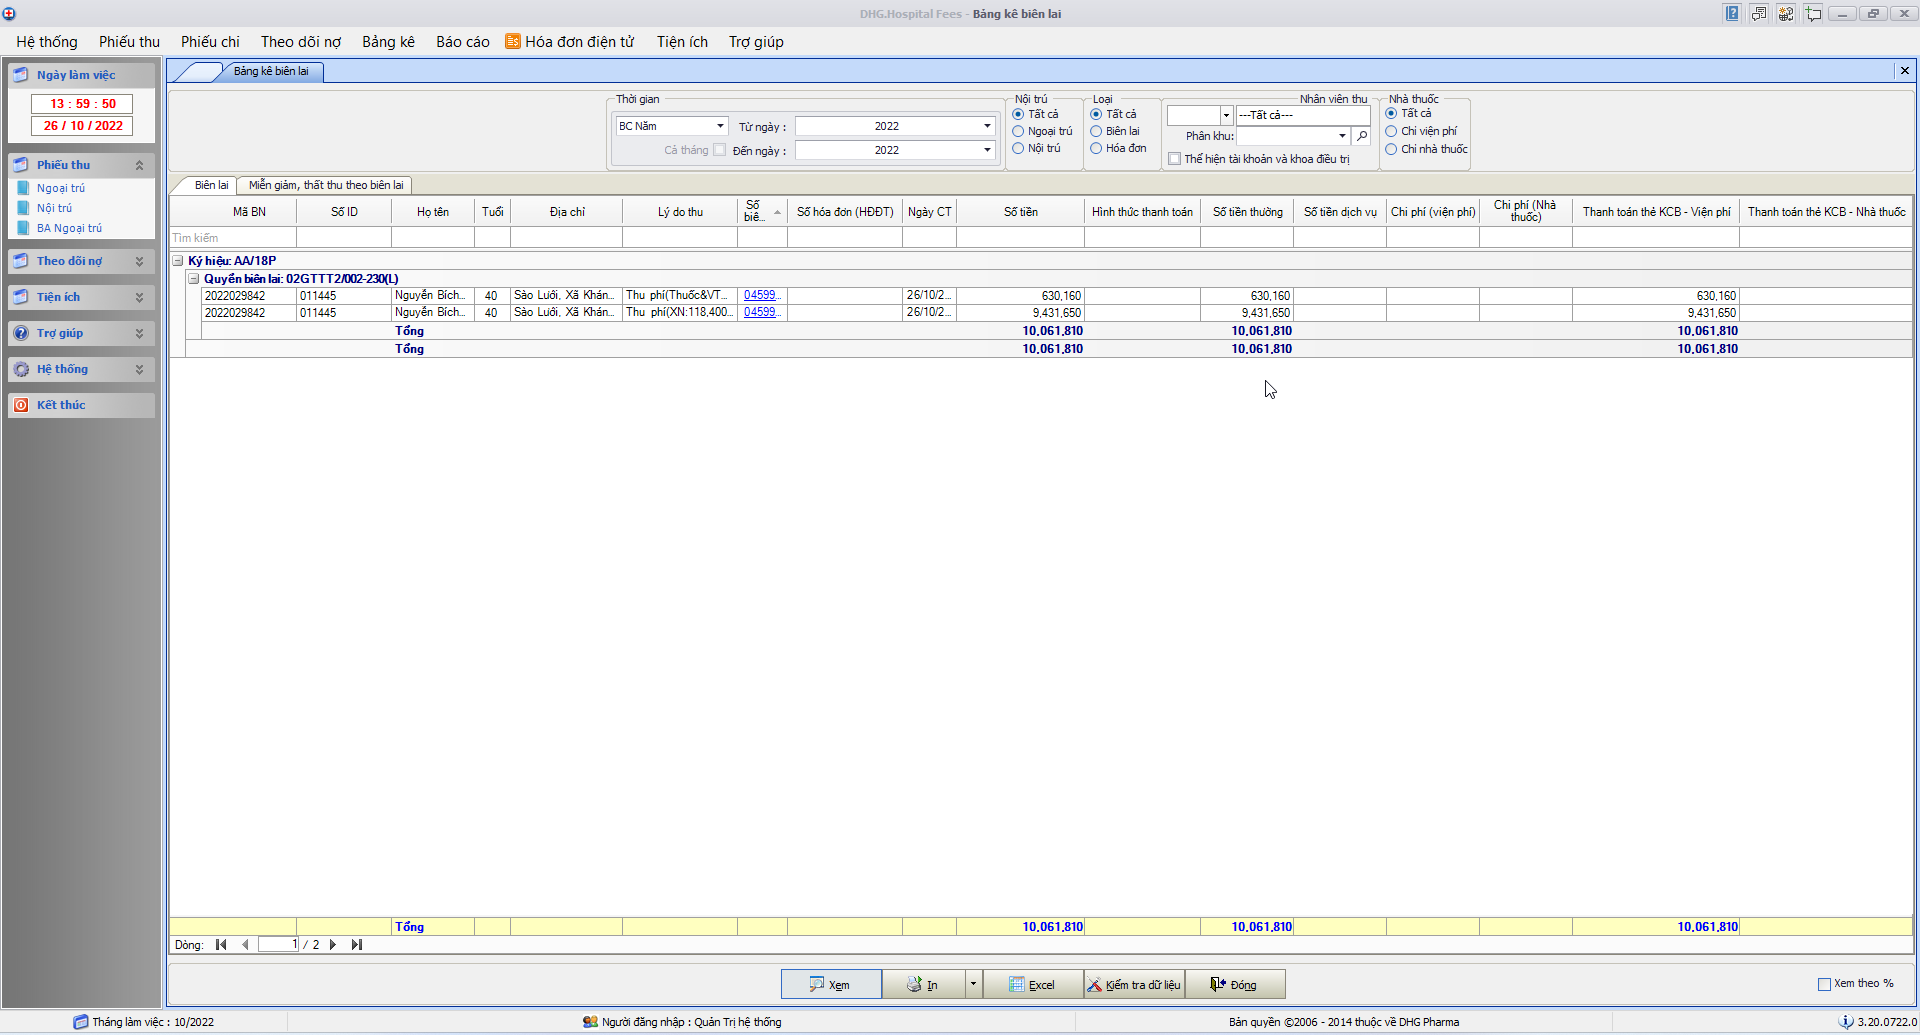 DHG.Hospital Fees - Bảng kê biên lai
Hệ thống Phiếu thu Phiếu chi Theo dõi nợ Bảng kê Báo cáo Hóa đơn điện tử Tiện ích Trợ giúp
Ngày làm việc
13 : 59 : 50
26 / 10 / 2022
Phiếu thu
Ngoại trú
Nội trú
BA Ngoại trú
Theo dõi nợ
Tiện ích
Trợ giúp
Hệ thống
Kết thúc
Bảng kê biên lai
Thời gian
BC Năm Từ ngày : 2022
Cả tháng Đến ngày : 2022
Nội trú
Tất cả
Ngoại trú
Nội trú
Loại
Tất cả
Biên lai
Hóa đơn
Nhân viên thu
---Tất cả---
Phân khu:
Thể hiện tài khoản và khoa điều trị
Nhà thuốc
Tất cả
Chỉ viện phí
Chỉ nhà thuốc
Biên lai Miễn giảm, thất thu theo biên lai
Mã BN Số ID Họ tên Tuổi Địa chỉ Lý do thu Số biê... Số hóa đơn (HĐĐT) Ngày CT Số tiền Hình thức thanh toán Số tiền thường Số tiền dịch vụ Chi phí (viện phí) Chi phí (Nhà thuốc) Thanh toán thẻ KCB - Viện phí Thanh toán thẻ KCB - Nhà thuốc
Tìm kiếm
Ký hiệu: AA/18P
Quyển biên lai: 02GTTT2/002-230(L)
2022029842 011445 Nguyễn Bích... 40 Sào Lưới, Xã Khán... Thu phí(Thuốc&VT... 04599... 26/10/2... 630,160 630,160 630,160
2022029842 011445 Nguyễn Bích... 40 Sào Lưới, Xã Khán... Thu phí(XN:118,400... 04599... 26/10/2... 9,431,650 9,431,650 9,431,650
Tổng 10,061,810 10,061,810 10,061,810
Tổng 10,061,810 10,061,810 10,061,810
Tổng 10,061,810 10,061,810 10,061,810
Dòng: 1 / 2
Xem In Excel Kiểm tra dữ liệu Đóng Xem theo %
Tháng làm việc : 10/2022 Người đăng nhập : Quản Trị hệ thống Bản quyền ©2006 - 2014 thuộc về DHG Pharma 3.20.0722.0